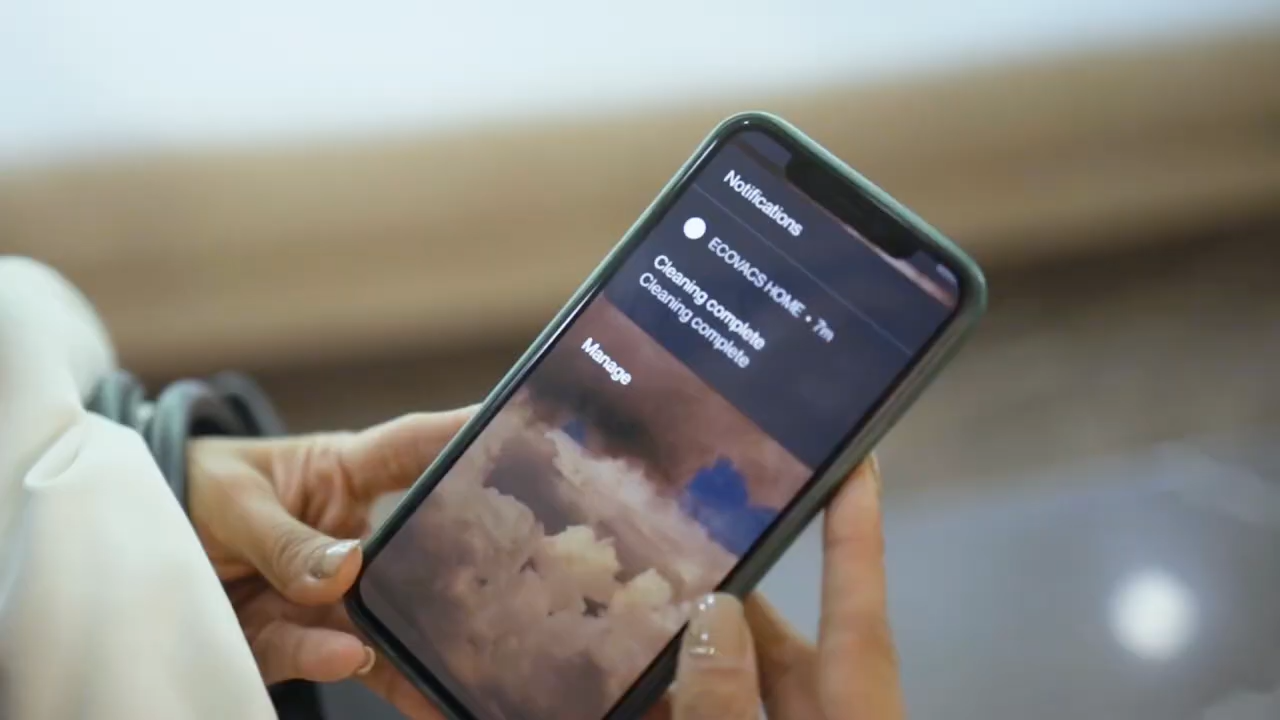 Notifications
ECOVACS HOME • 7m
Cleaning complete
Cleaning complete
Manage